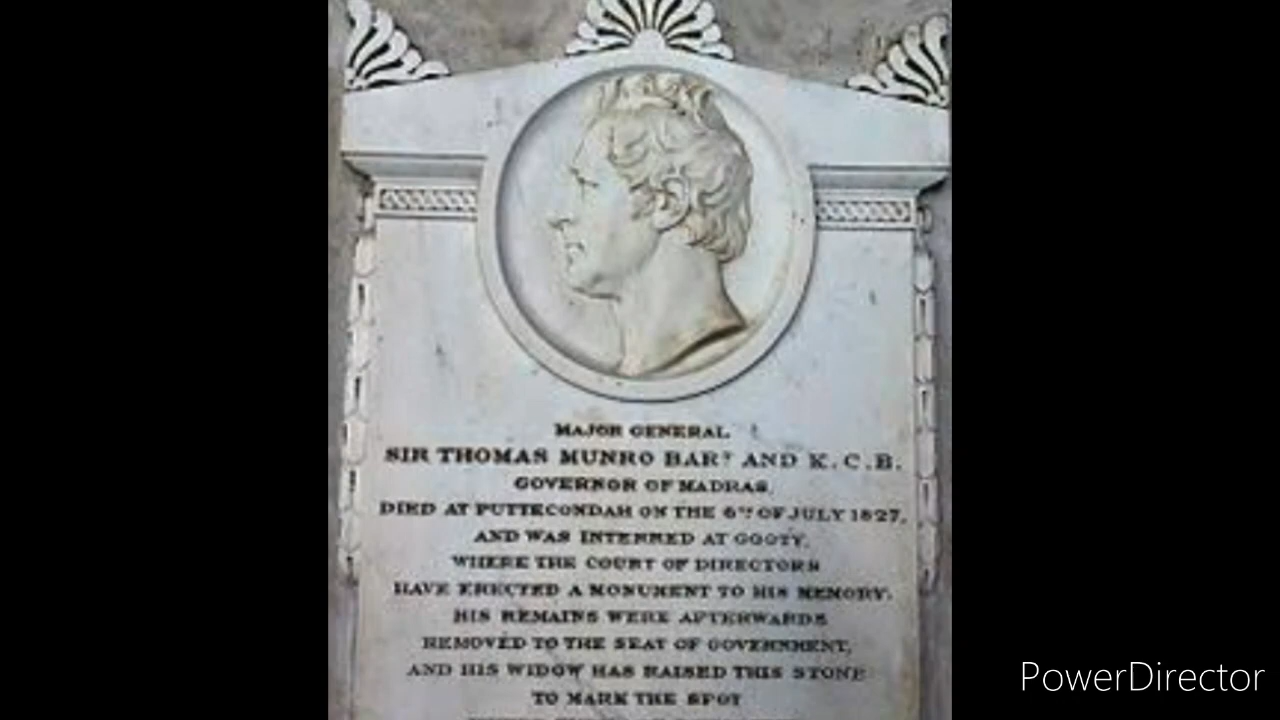 MAJOR GENERAL
SIR THOMAS MUNRO BART AND K.C.B.
GOVERNOR OF MADRAS,
DIED AT PUTTECONDAH ON THE 6TH OF JULY 1827,
AND WAS INTERRED AT GOOTY,
WHERE THE COURT OF DIRECTORS
HAVE ERECTED A MONUMENT TO HIS MEMORY.
HIS REMAINS WERE AFTERWARDS
REMOVED TO THE SEAT OF GOVERNMENT,
AND HIS WIDOW HAS RAISED THIS STONE
TO MARK THE SPOT
PowerDirector